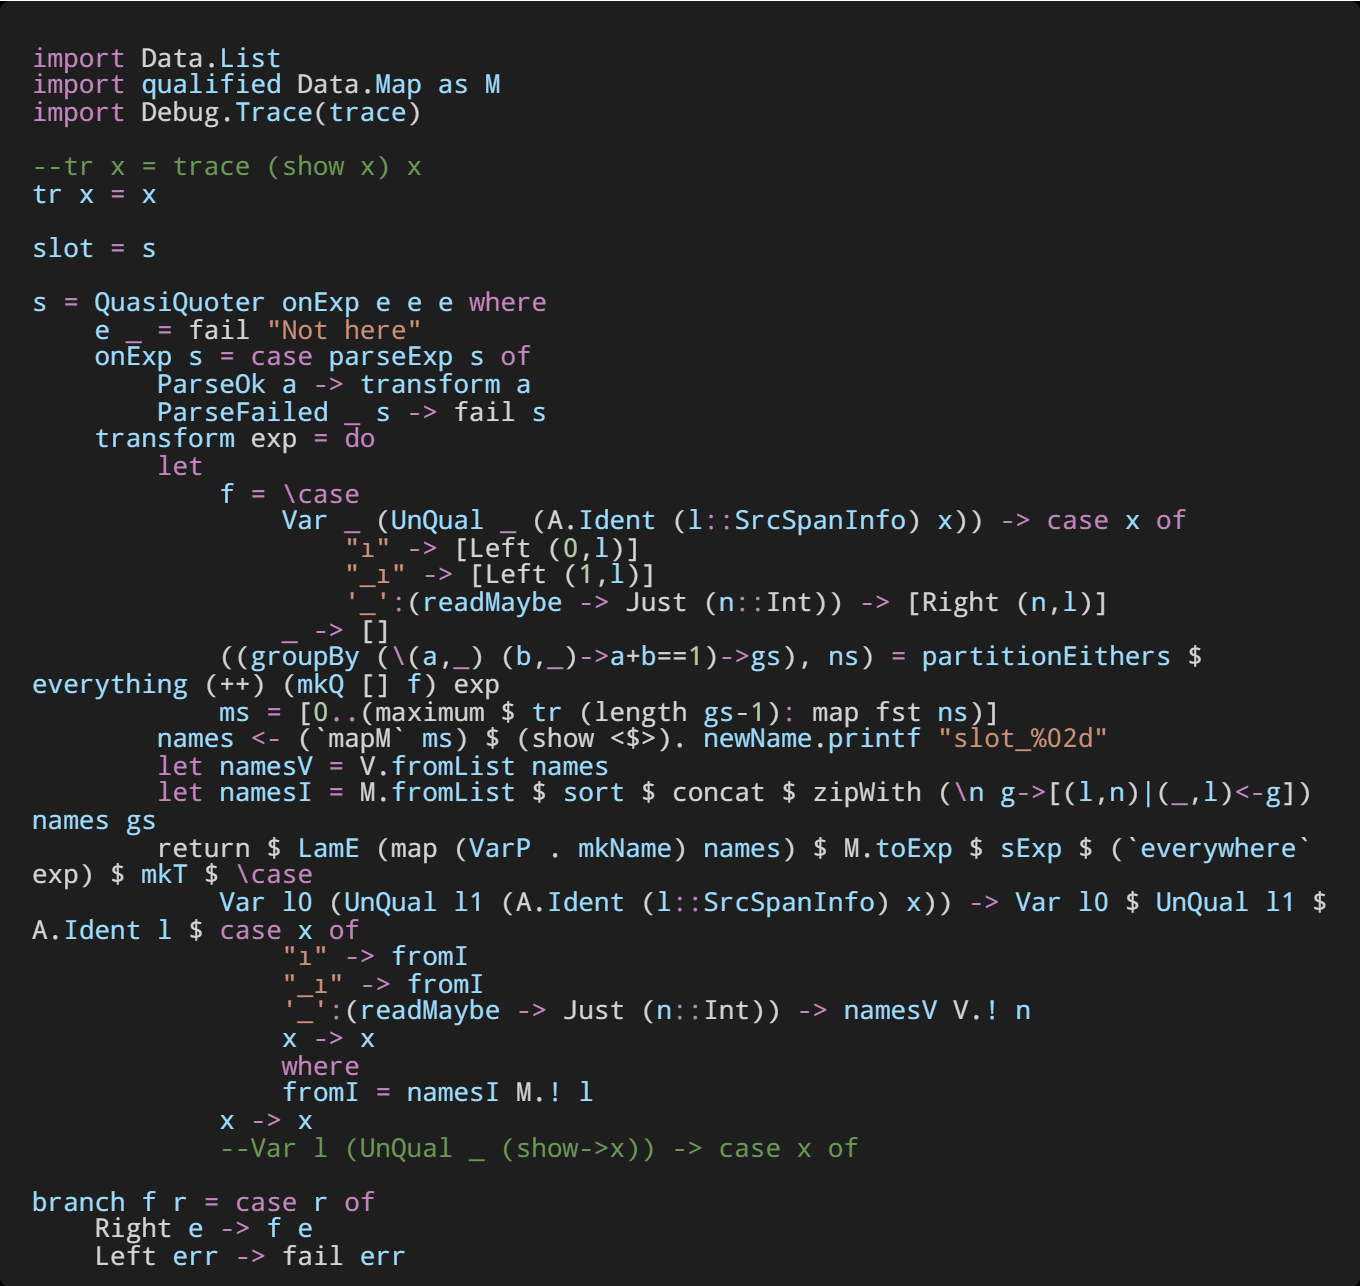 import Data.List
import qualified Data.Map as M
import Debug.Trace(trace)

--tr x = trace (show x) x
tr x = x

slot = s

s = QuasiQuoter onExp e e e where
    e _ = fail "Not here"
    onExp s = case parseExp s of
        ParseOk a -> transform a
        ParseFailed _ s -> fail s
    transform exp = do
        let
            f = \case
                Var _ (UnQual _ (A.Ident (l::SrcSpanInfo) x)) -> case x of
                    "ı" -> [Left (0,l)]
                    "_ı" -> [Left (1,l)]
                    '_':(readMaybe -> Just (n::Int)) -> [Right (n,l)]
                _ -> []
            ((groupBy (\(a,_) (b,_)->a+b==1)->gs), ns) = partitionEithers $
everything (++) (mkQ [] f) exp
            ms = [0..(maximum $ tr (length gs-1): map fst ns)]
        names <- (`mapM` ms) $ (show <$>). newName.printf "slot_%02d"
        let namesV = V.fromList names
        let namesI = M.fromList $ sort $ concat $ zipWith (\n g->[(l,n)|(_,l)<-g])
names gs
        return $ LamE (map (VarP . mkName) names) $ M.toExp $ sExp $ (`everywhere`
exp) $ mkT $ \case
            Var l0 (UnQual l1 (A.Ident (l::SrcSpanInfo) x)) -> Var l0 $ UnQual l1 $
A.Ident l $ case x of
                "ı" -> fromI
                "_ı" -> fromI
                '_':(readMaybe -> Just (n::Int)) -> namesV V.! n
                x -> x
                where
                fromI = namesI M.! l
            x -> x
            --Var l (UnQual _ (show->x)) -> case x of

branch f r = case r of
    Right e -> f e
    Left err -> fail err